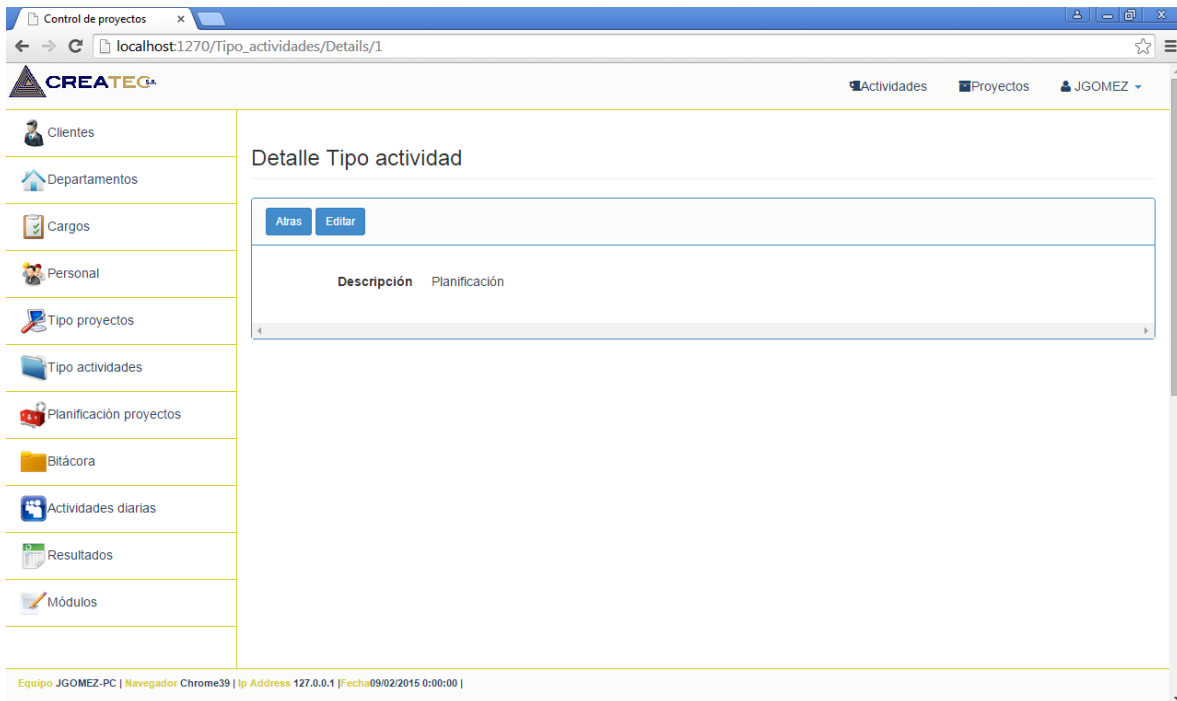 Control de proyectos
localhost:1270/Tipo_actividades/Details/1
CREATEC S.A.
Actividades Proyectos JGOMEZ
Clientes
Departamentos
Cargos
Personal
Tipo proyectos
Tipo actividades
Planificaciòn proyectos
Bitácora
Actividades diarias
Resultados
Módulos
Detalle Tipo actividad
Atras Editar
Descripción Planificación
Equipo JGOMEZ-PC | Navegador Chrome39 | Ip Address 127.0.0.1 |Fecha09/02/2015 0:00:00 |